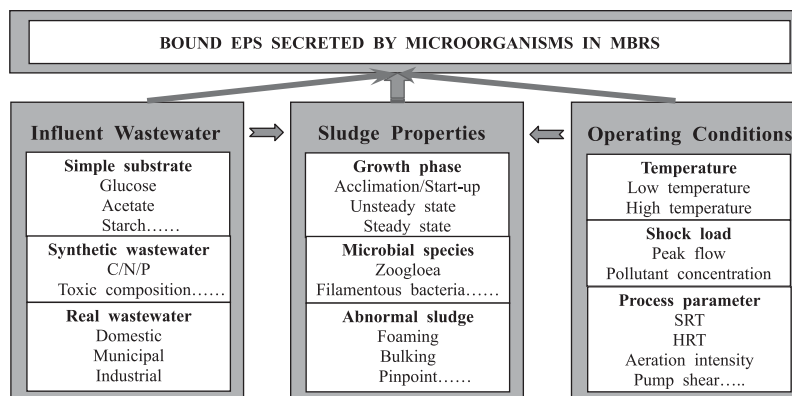 BOUND EPS SECRETED BY MICROORGANISMS IN MBRS
Influent Wastewater
Simple substrate
Glucose
Acetate
Starch......
Synthetic wastewater
C/N/P
Toxic composition......
Real wastewater
Domestic
Municipal
Industrial
Sludge Properties
Growth phase
Acclimation/Start-up
Unsteady state
Steady state
Microbial species
Zoogloea
Filamentous bacteria......
Abnormal sludge
Foaming
Bulking
Pinpoint......
Operating Conditions
Temperature
Low temperature
High temperature
Shock load
Peak flow
Pollutant concentration
Process parameter
SRT
HRT
Aeration intensity
Pump shear.....